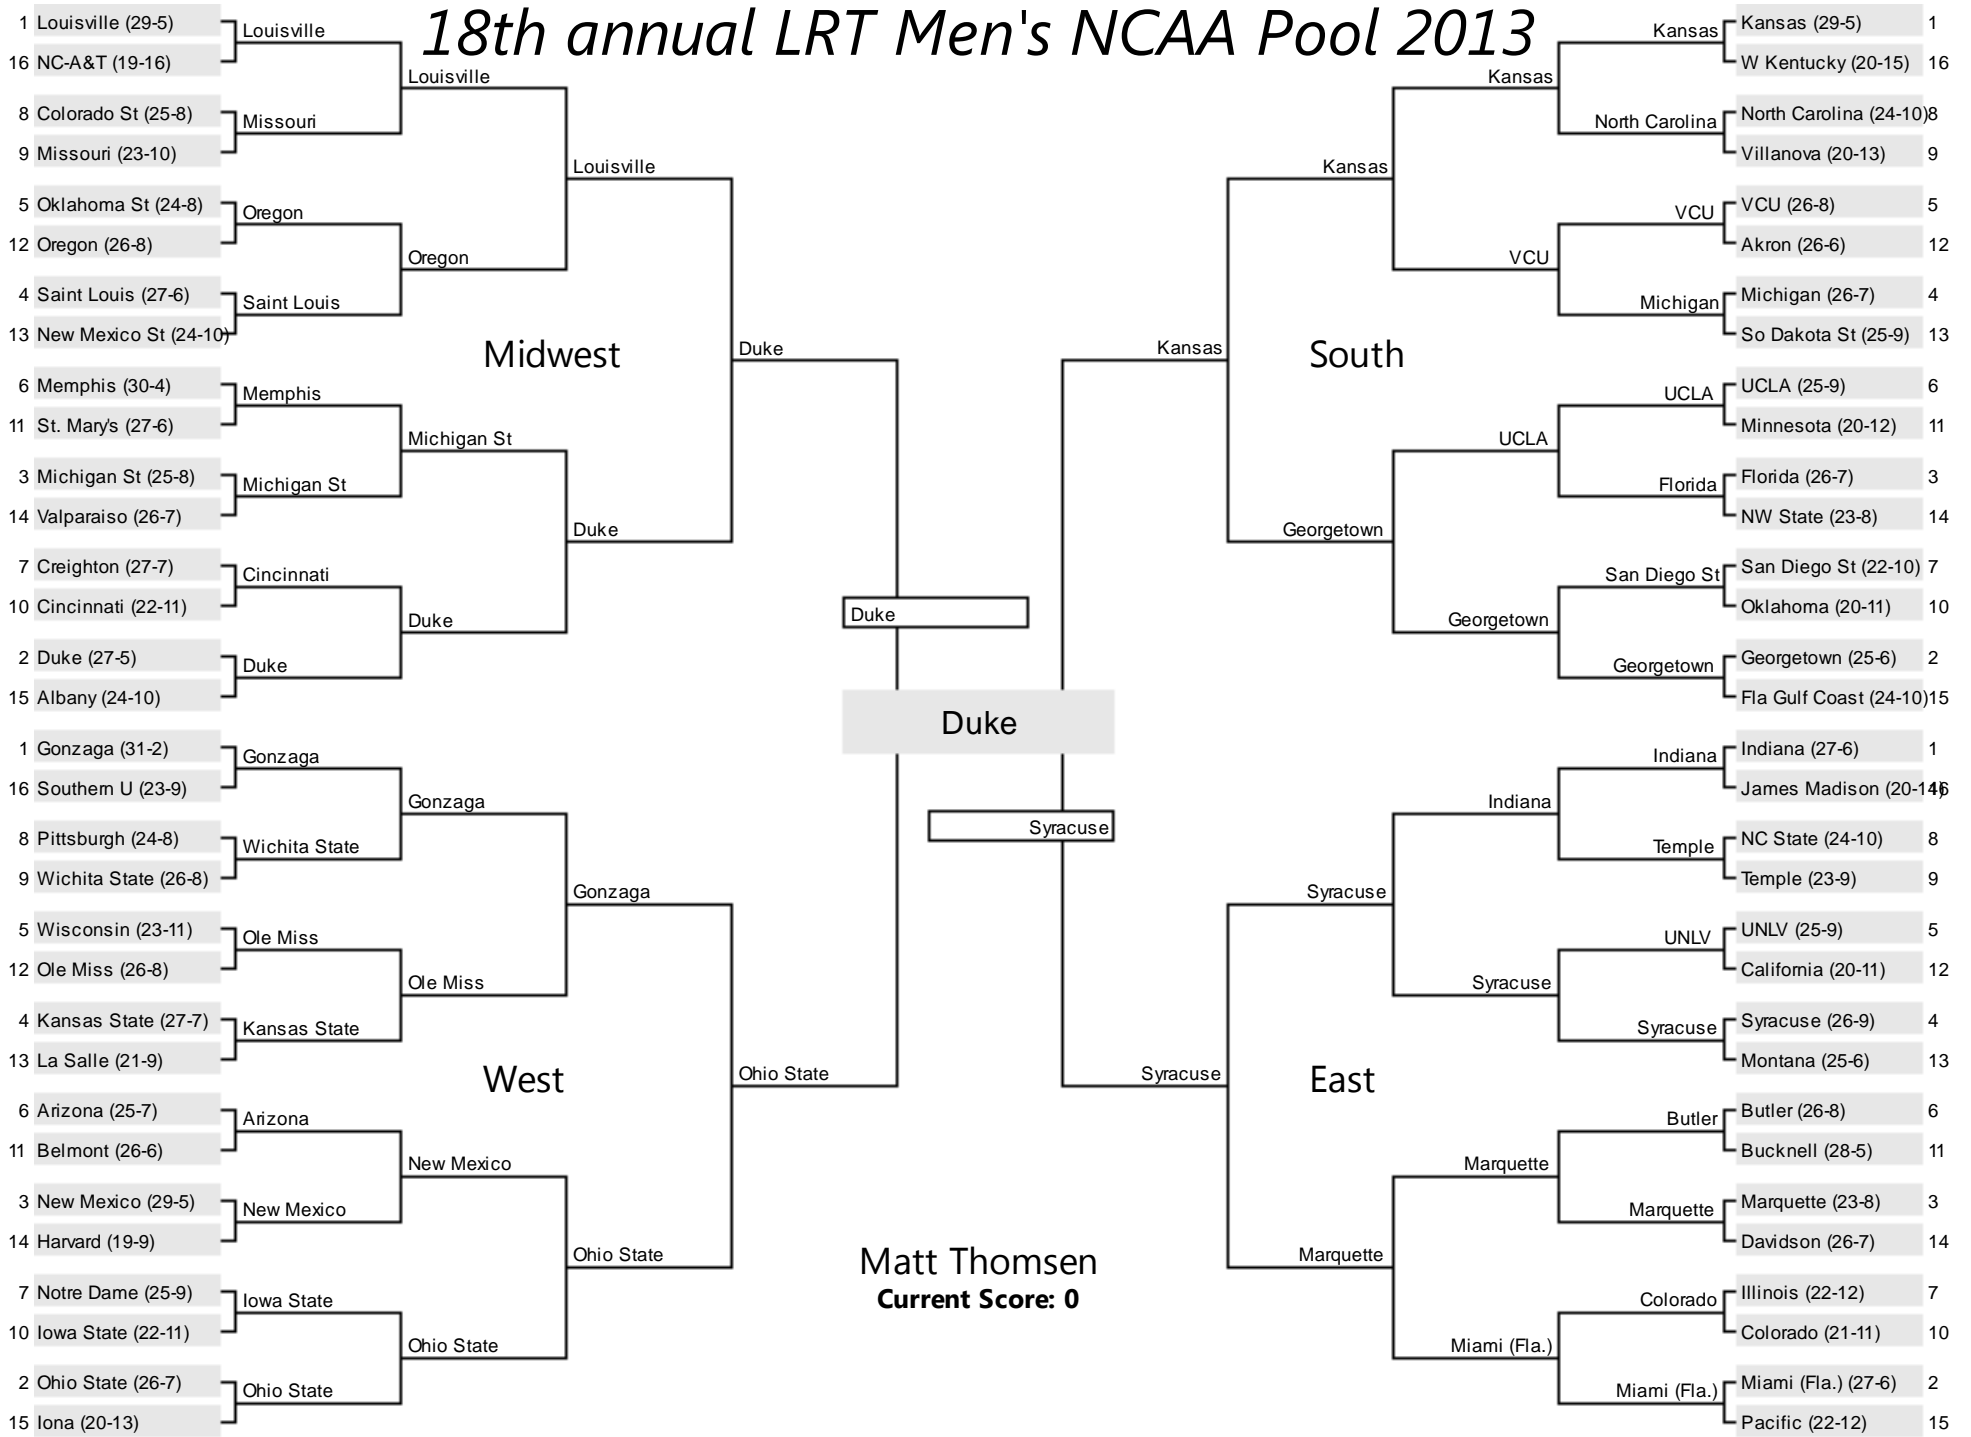 18th annual LRT Men's NCAA Pool 2013
1 Louisville (29-5)
16 NC-A&T (19-16)
8 Colorado St (25-8)
9 Missouri (23-10)
5 Oklahoma St (24-8)
12 Oregon (26-8)
4 Saint Louis (27-6)
13 New Mexico St (24-10)
6 Memphis (30-4)
11 St. Mary's (27-6)
3 Michigan St (25-8)
14 Valparaiso (26-7)
7 Creighton (27-7)
10 Cincinnati (22-11)
2 Duke (27-5)
15 Albany (24-10)
Louisville
Missouri
Oregon
Saint Louis
Memphis
Michigan St
Cincinnati
Duke
Louisville
Oregon
Michigan St
Duke
Louisville
Duke
Duke
Midwest
1 Gonzaga (31-2)
16 Southern U (23-9)
8 Pittsburgh (24-8)
9 Wichita State (26-8)
5 Wisconsin (23-11)
12 Ole Miss (26-8)
4 Kansas State (27-7)
13 La Salle (21-9)
6 Arizona (25-7)
11 Belmont (26-6)
3 New Mexico (29-5)
14 Harvard (19-9)
7 Notre Dame (25-9)
10 Iowa State (22-11)
2 Ohio State (26-7)
15 Iona (20-13)
Gonzaga
Wichita State
Ole Miss
Kansas State
Arizona
New Mexico
Iowa State
Ohio State
Gonzaga
Ole Miss
New Mexico
Ohio State
Gonzaga
Ohio State
Ohio State
West
Duke
Duke
Syracuse
Matt Thomsen
Current Score: 0
Kansas (29-5) 1
W Kentucky (20-15) 16
North Carolina (24-10) 8
Villanova (20-13) 9
VCU (26-8) 5
Akron (26-6) 12
Michigan (26-7) 4
So Dakota St (25-9) 13
UCLA (25-9) 6
Minnesota (20-12) 11
Florida (26-7) 3
NW State (23-8) 14
San Diego St (22-10) 7
Oklahoma (20-11) 10
Georgetown (25-6) 2
Fla Gulf Coast (24-10) 15
Kansas
North Carolina
VCU
Michigan
UCLA
Florida
San Diego St
Georgetown
Kansas
VCU
UCLA
Georgetown
Kansas
Georgetown
Kansas
South
Indiana (27-6) 1
James Madison (20-14) 16
NC State (24-10) 8
Temple (23-9) 9
UNLV (25-9) 5
California (20-11) 12
Syracuse (26-9) 4
Montana (25-6) 13
Butler (26-8) 6
Bucknell (28-5) 11
Marquette (23-8) 3
Davidson (26-7) 14
Illinois (22-12) 7
Colorado (21-11) 10
Miami (Fla.) (27-6) 2
Pacific (22-12) 15
Indiana
Temple
UNLV
Syracuse
Butler
Marquette
Colorado
Miami (Fla.)
Indiana
Syracuse
Marquette
Miami (Fla.)
Syracuse
Marquette
Syracuse
East